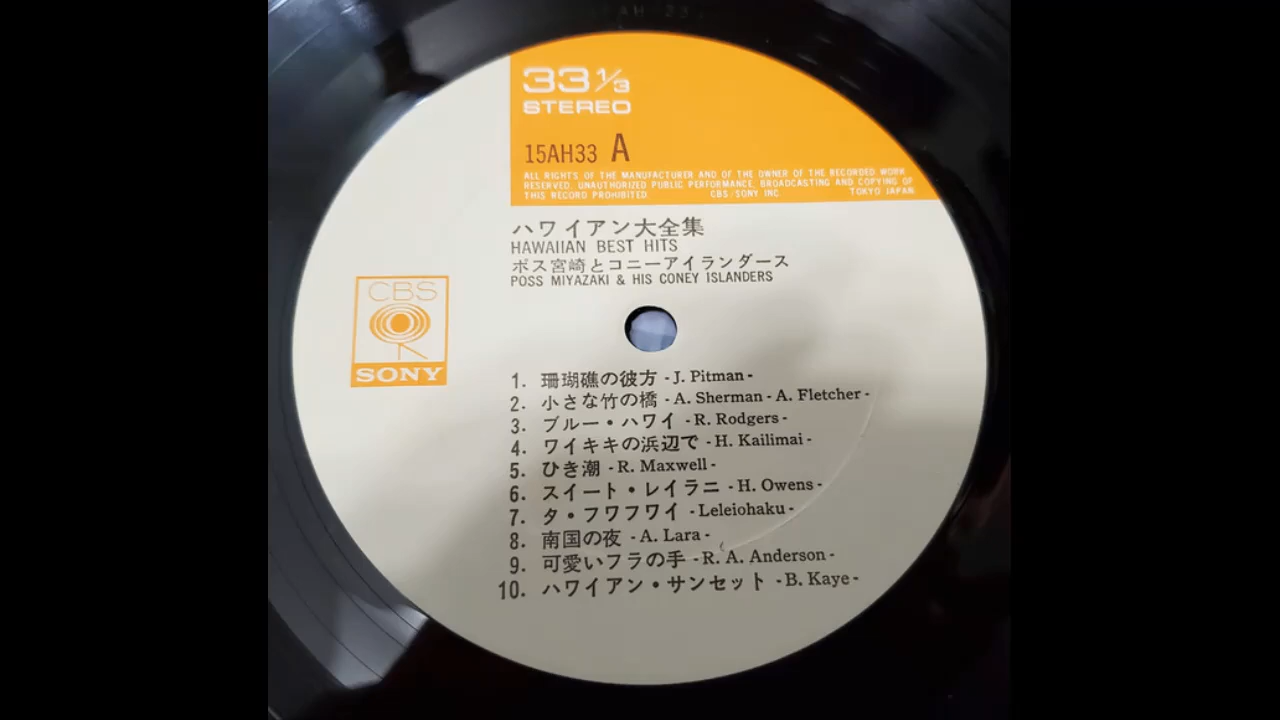 33 1/3
STEREO
15AH33 A
ALL RIGHTS OF THE MANUFACTURER AND OF THE OWNER OF THE RECORDED WORK
RESERVED. UNAUTHORIZED PUBLIC PERFORMANCE, BROADCASTING AND COPYING OF
THIS RECORD PROHIBITED CBS/SONY INC. TOKYO JAPAN
ハワイアン大全集
HAWAIIAN BEST HITS
ポス宮崎とコニーアイランダース
POSS MIYAZAKI & HIS CONEY ISLANDERS
CBS
SONY
1. 珊瑚礁の彼方 - J. Pitman -
2. 小さな竹の橋 - A. Sherman - A. Fletcher -
3. ブルー・ハワイ - R. Rodgers -
4. ワイキキの浜辺で - H. Kailimai -
5. ひき潮 - R. Maxwell -
6. スイート・レイラニ - H. Owens -
7. タ・フワフワイ - Leleiohaku -
8. 南国の夜 - A. Lara -
9. 可愛いフラの手 - R. A. Anderson -
10. ハワイアン・サンセット - B. Kaye -